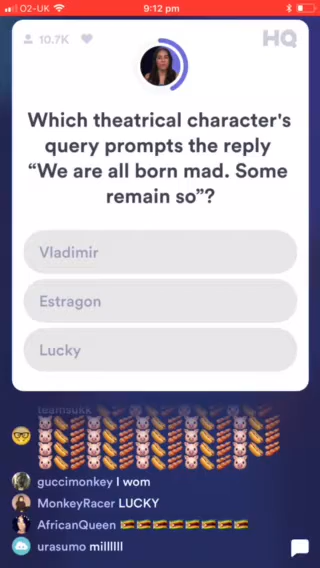 O2-UK 9:12 pm
10.7K HQ
Which theatrical character's
query prompts the reply
“We are all born mad. Some
remain so”?
Vladimir
Estragon
Lucky
teamsukk
guccimonkey I wom
MonkeyRacer LUCKY
AfricanQueen
urasumo milllllll